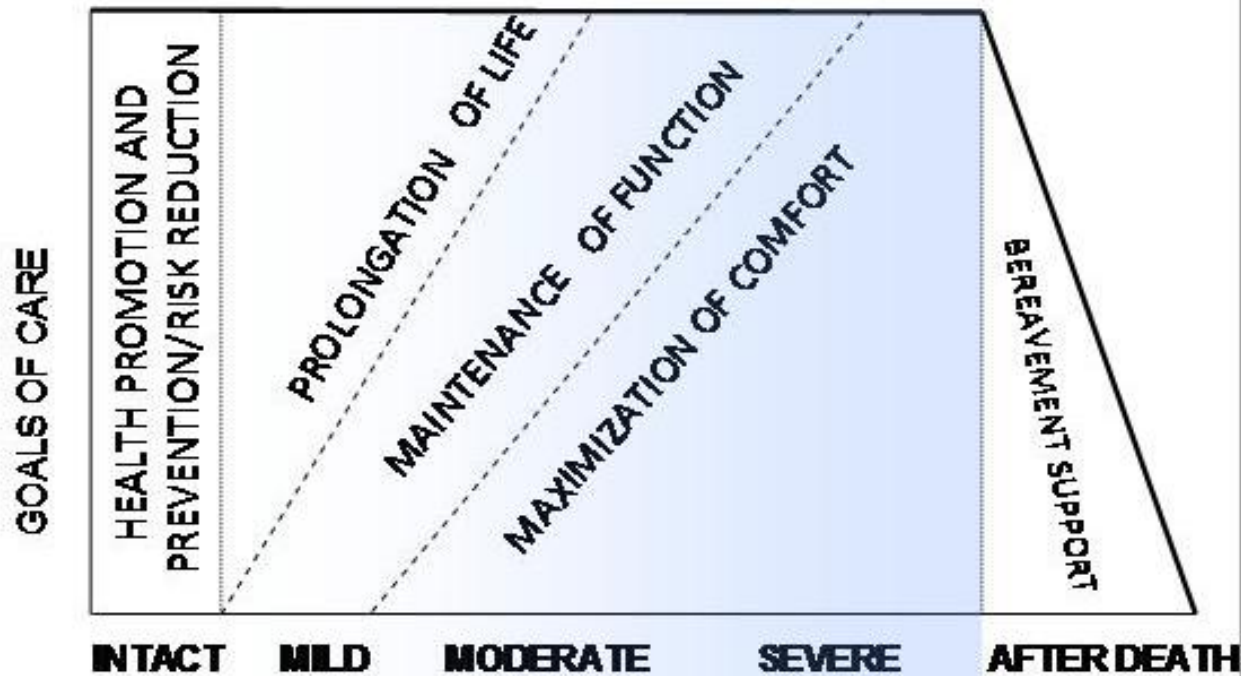 GOALS OF CARE
HEALTH PROMOTION AND
PREVENTION/RISK REDUCTION
PROLONGATION OF LIFE
MAINTENANCE OF FUNCTION
MAXIMIZATION OF COMFORT
BEREAVEMENT SUPPORT
INTACT MILD MODERATE SEVERE AFTER DEATH